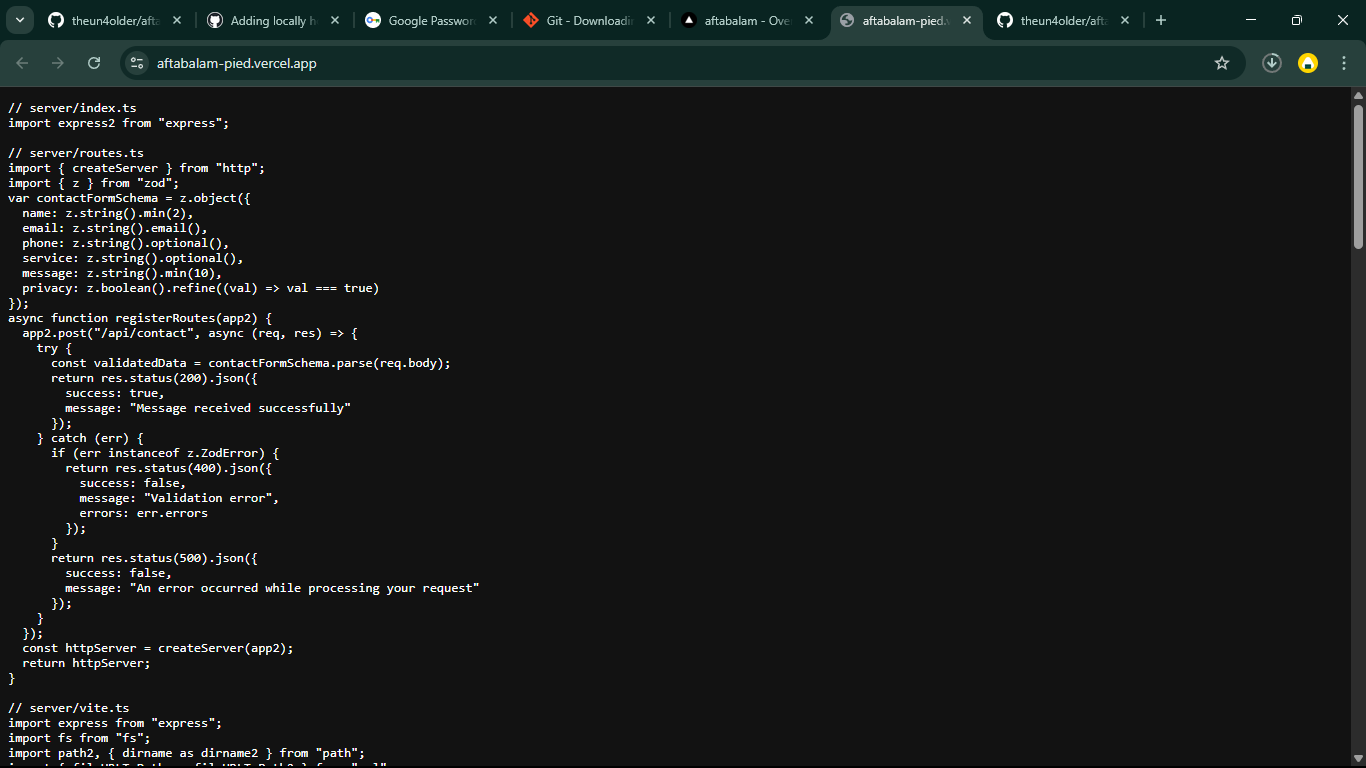 theun4older/afta
Adding locally h
Google Passwor
Git - Downloadi
aftabalam - Ove
aftabalam-pied.v
theun4older/afta
aftabalam-pied.vercel.app
// server/index.ts
import express2 from "express";
// server/routes.ts
import { createServer } from "http";
import { z } from "zod";
var contactFormSchema = z.object({
  name: z.string().min(2),
  email: z.string().email(),
  phone: z.string().optional(),
  service: z.string().optional(),
  message: z.string().min(10),
  privacy: z.boolean().refine((val) => val === true)
});
async function registerRoutes(app2) {
  app2.post("/api/contact", async (req, res) => {
    try {
      const validatedData = contactFormSchema.parse(req.body);
      return res.status(200).json({
        success: true,
        message: "Message received successfully"
      });
    } catch (err) {
      if (err instanceof z.ZodError) {
        return res.status(400).json({
          success: false,
          message: "Validation error",
          errors: err.errors
        });
      }
      return res.status(500).json({
        success: false,
        message: "An error occurred while processing your request"
      });
    }
  });
  const httpServer = createServer(app2);
  return httpServer;
}
// server/vite.ts
import express from "express";
import fs from "fs";
import path2, { dirname as dirname2 } from "path";